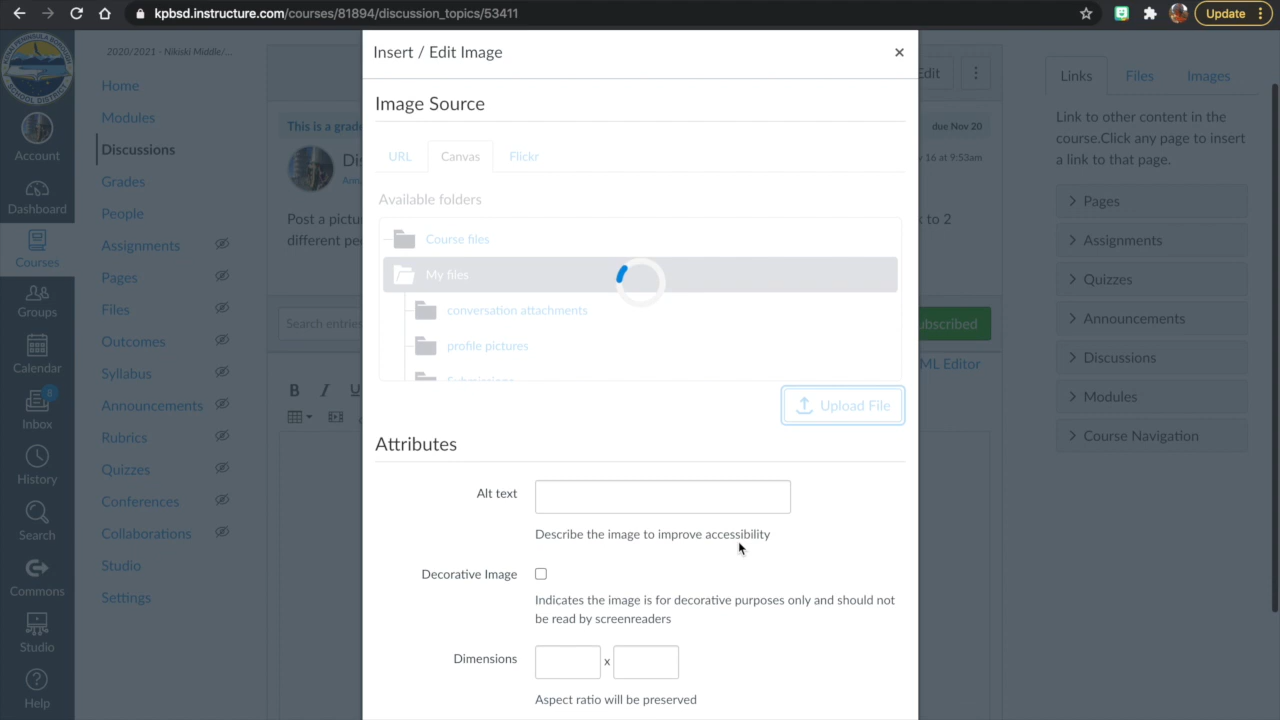 kpbsd.instructure.com/courses/81894/discussion_topics/53411
Update
Account
Dashboard
Courses
Groups
Calendar
8
Inbox
History
Search
Commons
Studio
Help
2020/2021 - Nikiski Middle/...
Home
Modules
Discussions
Grades
People
Assignments
Pages
Files
Outcomes
Syllabus
Announcements
Rubrics
Quizzes
Conferences
Collaborations
Studio
Settings
This is a grade
Post a pictu
different pe
Search entries
B I U
Insert / Edit Image
Image Source
URL
Canvas
Flickr
Available folders
Course files
My files
conversation attachments
profile pictures
Submissions
Upload File
Attributes
Alt text
Describe the image to improve accessibility
Decorative Image
Indicates the image is for decorative purposes only and should not
be read by screenreaders
Dimensions
x
Aspect ratio will be preserved
Edit
due Nov 20
16 at 9:53am
k to 2
ubscribed
ML Editor
Links
Files
Images
Link to other content in the
course.Click any page to insert
a link to that page.
Pages
Assignments
Quizzes
Announcements
Discussions
Modules
Course Navigation